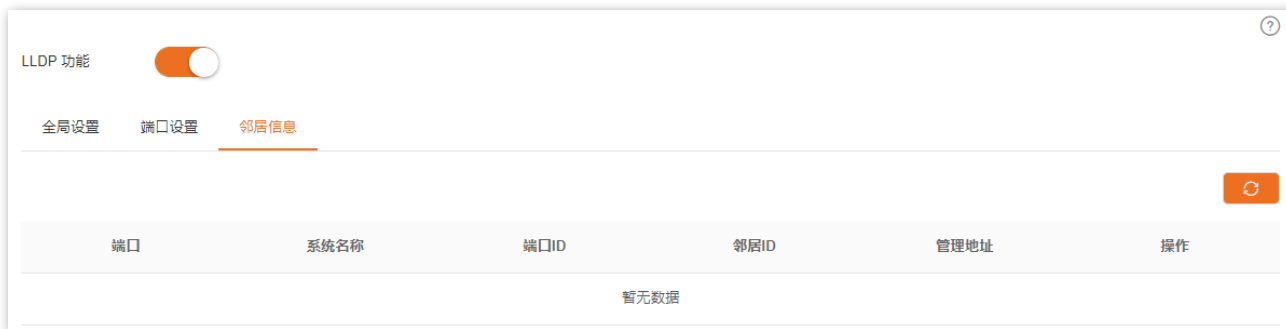 ?
LLDP 功能
全局设置 端口设置 邻居信息
端口 系统名称 端口ID 邻居ID 管理地址 操作
暂无数据